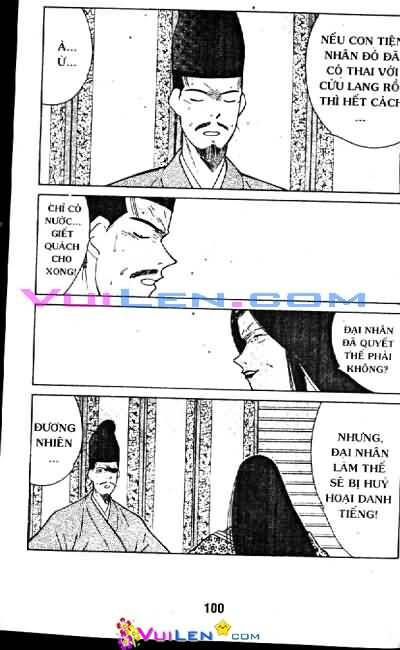 NẾU CON TIỆN
NHÂN ĐÓ ĐÃ
CÓ THAI VỚI
CỬU LANG RỒI
THÌ HẾT CÁCH
...
À...
Ừ...
CHỈ CÓ
NƯỚC...
GIẾT
QUÁCH
CHO
XONG!
VUILEN.COM
ĐẠI NHÂN
ĐÃ QUYẾT
THẾ PHẢI
KHÔNG?
ĐƯƠNG
NHIÊN
...
NHƯNG,
ĐẠI NHÂN
LÀM THẾ
SẼ BỊ HUỶ
HOẠI DANH
TIẾNG!
100
VUILEN.COM